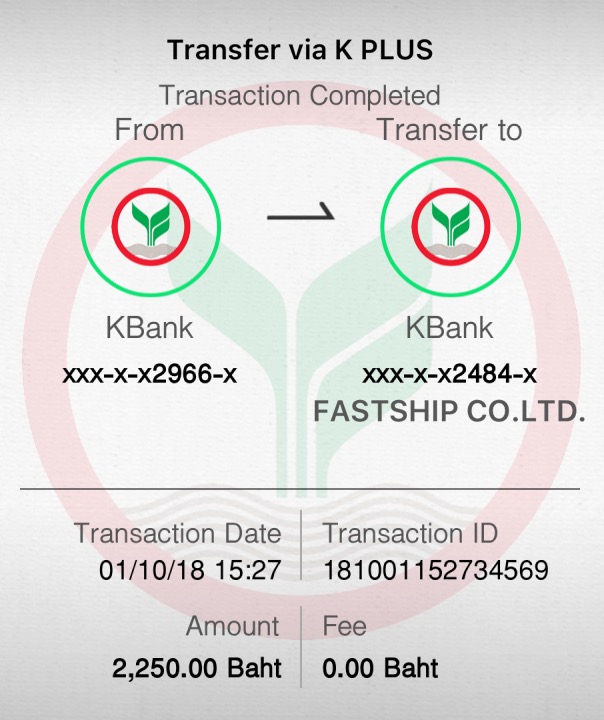 Transfer via K PLUS
Transaction Completed
From
Transfer to
KBank
KBank
xxx-x-x2966-x
xxx-x-x2484-x
FASTSHIP CO.LTD.
Transaction Date
Transaction ID
01/10/18 15:27
181001152734569
Amount
Fee
2,250.00 Baht
0.00 Baht